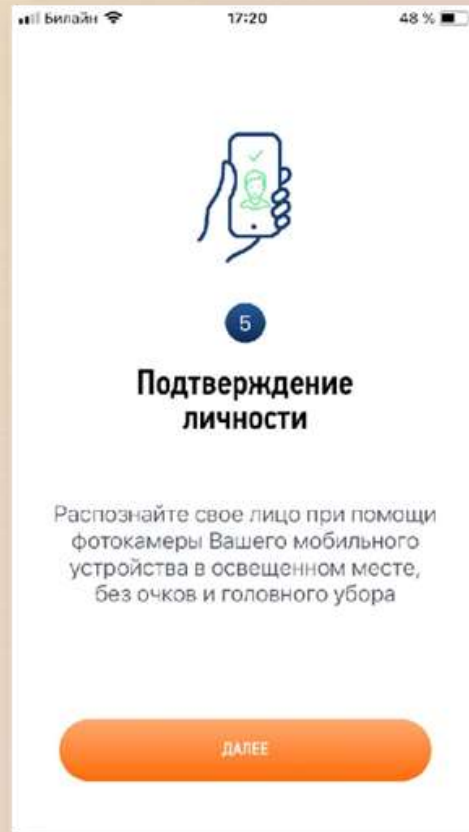 Билайн 17:20 48 %
5
Подтверждение
личности
Распознайте свое лицо при помощи
фотокамеры Вашего мобильного
устройства в освещенном месте,
без очков и головного убора
ДАЛЕЕ